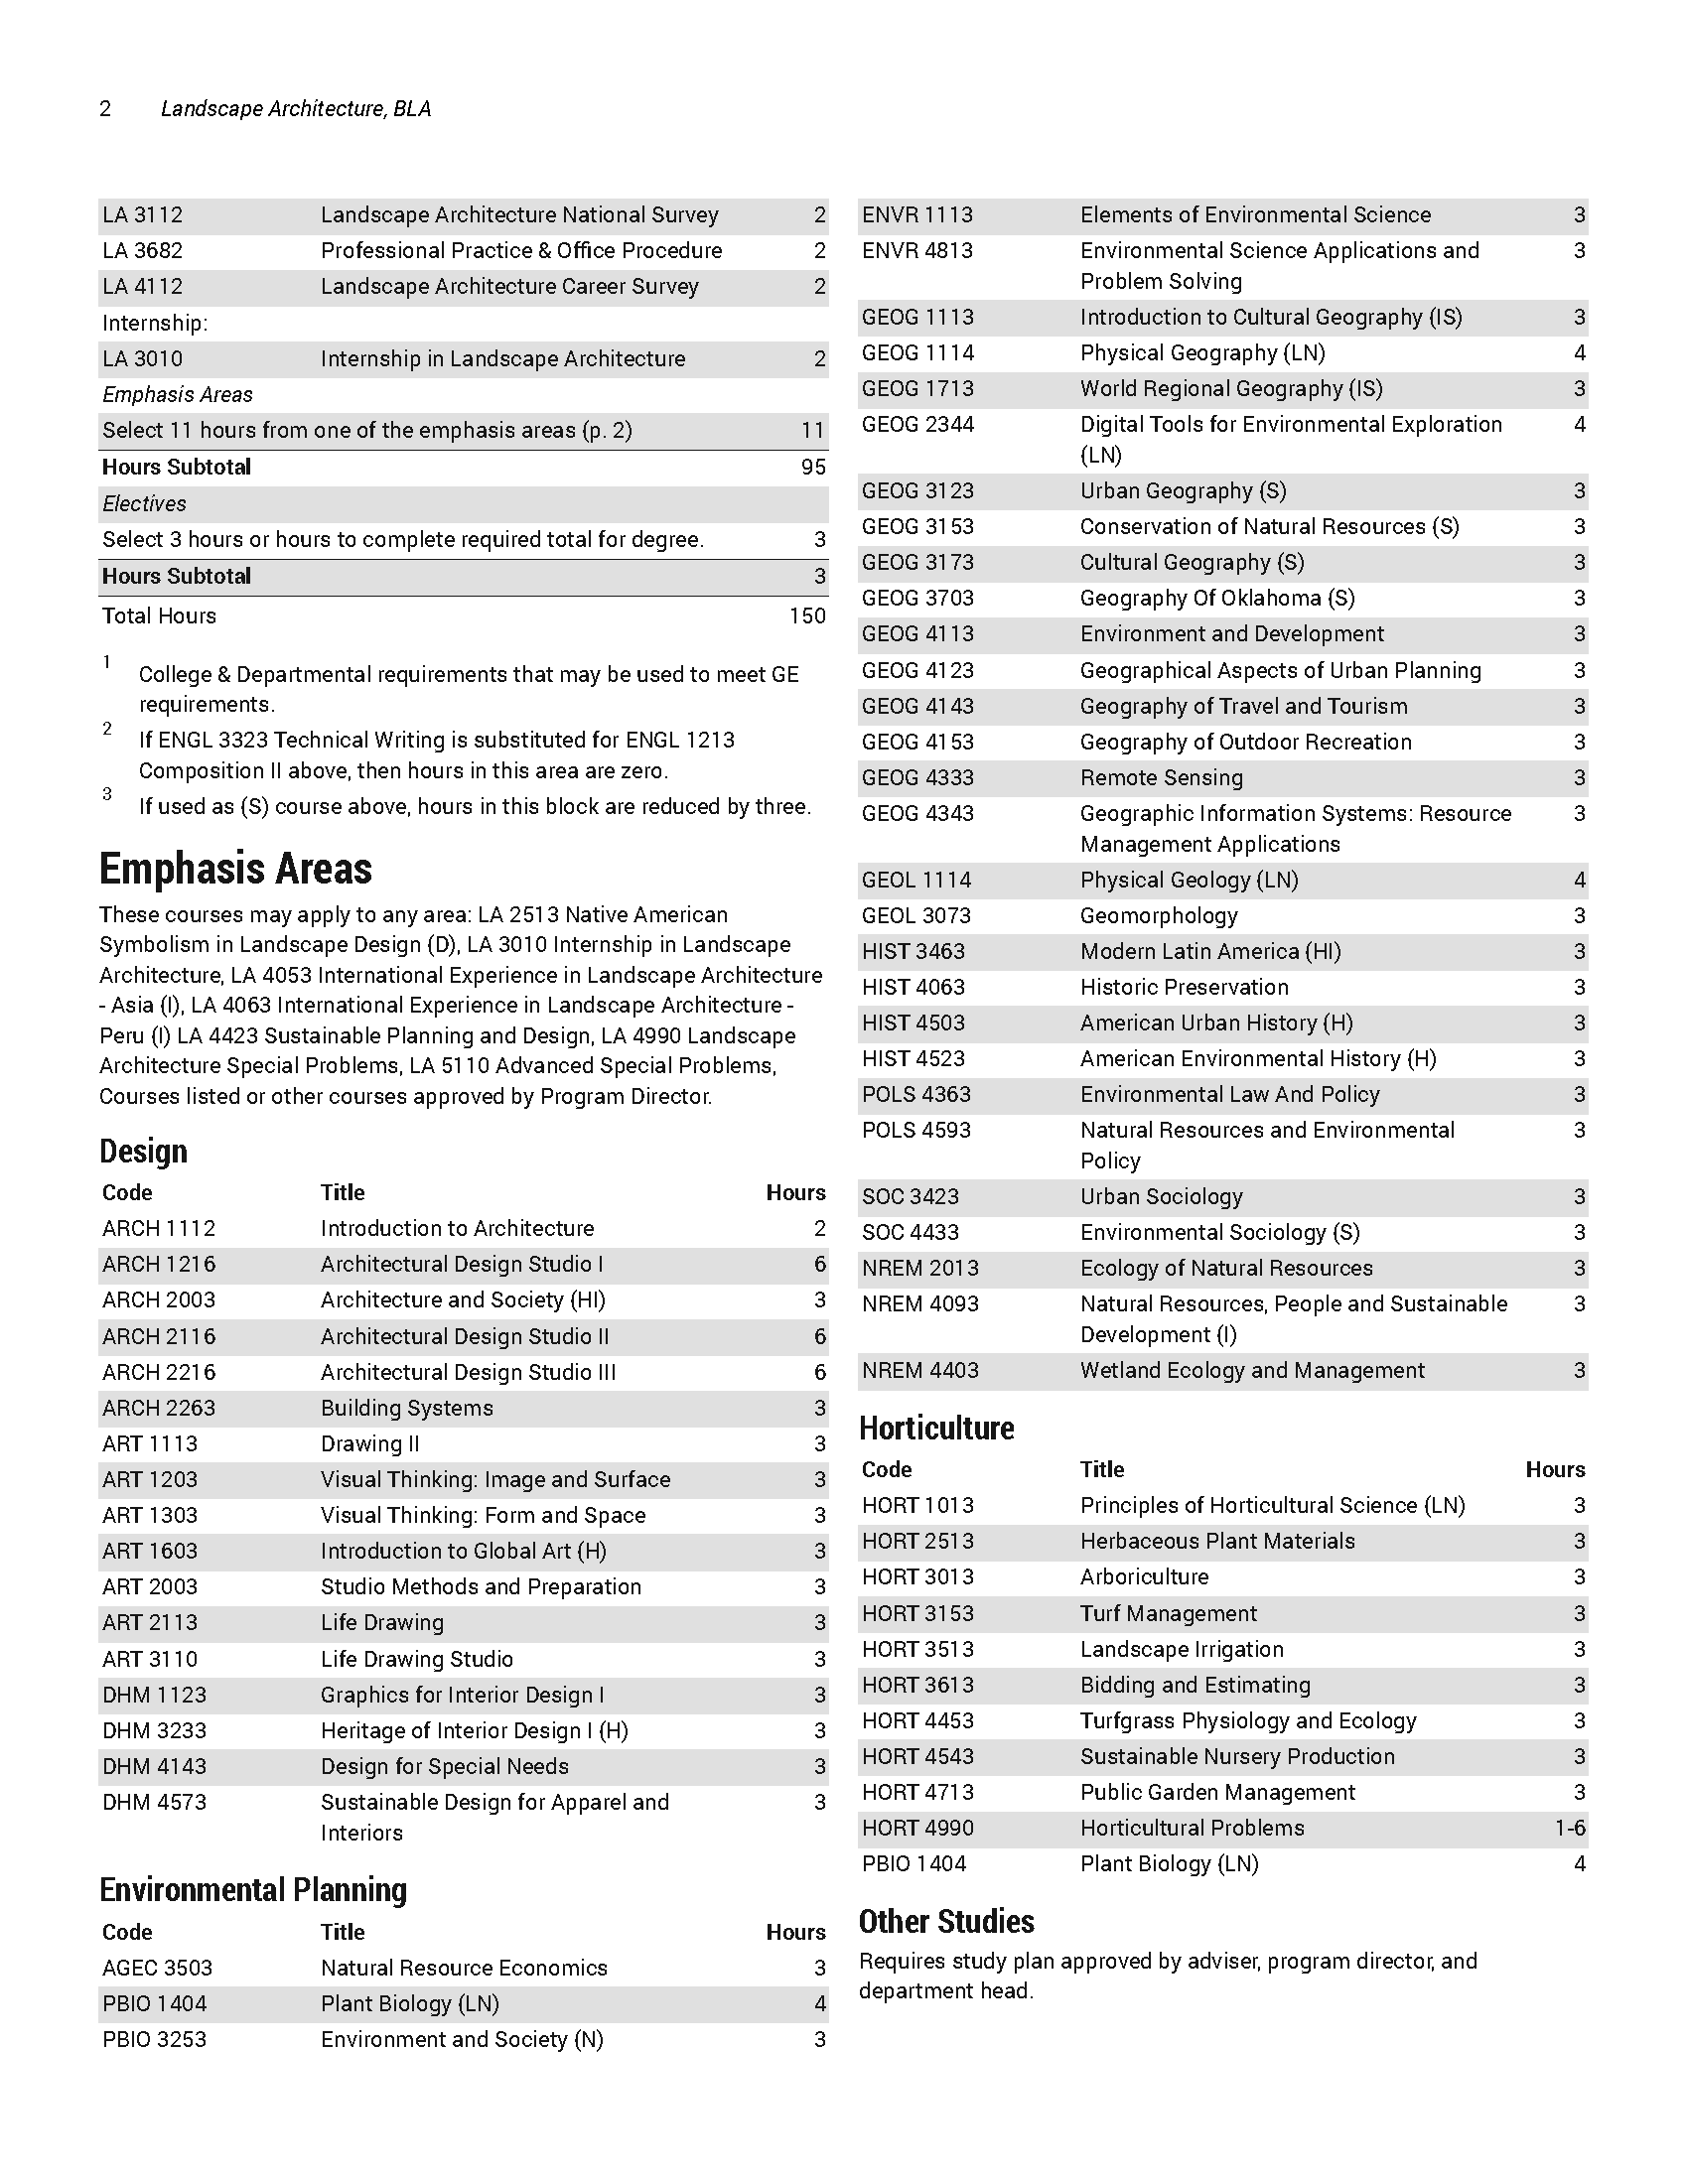 2 Landscape Architecture, BLA
LA 3112 Landscape Architecture National Survey 2
LA 3682 Professional Practice & Office Procedure 2
LA 4112 Landscape Architecture Career Survey 2
Internship:
LA 3010 Internship in Landscape Architecture 2
Emphasis Areas
Select 11 hours from one of the emphasis areas (p. 2) 11
Hours Subtotal 95
Electives
Select 3 hours or hours to complete required total for degree. 3
Hours Subtotal 3
Total Hours 150
1 College & Departmental requirements that may be used to meet GE
requirements.
2 If ENGL 3323 Technical Writing is substituted for ENGL 1213
Composition II above, then hours in this area are zero.
3 If used as (S) course above, hours in this block are reduced by three.
Emphasis Areas
These courses may apply to any area: LA 2513 Native American
Symbolism in Landscape Design (D), LA 3010 Internship in Landscape
Architecture, LA 4053 International Experience in Landscape Architecture
- Asia (I), LA 4063 International Experience in Landscape Architecture -
Peru (I) LA 4423 Sustainable Planning and Design, LA 4990 Landscape
Architecture Special Problems, LA 5110 Advanced Special Problems,
Courses listed or other courses approved by Program Director.
Design
Code Title Hours
ARCH 1112 Introduction to Architecture 2
ARCH 1216 Architectural Design Studio I 6
ARCH 2003 Architecture and Society (HI) 3
ARCH 2116 Architectural Design Studio II 6
ARCH 2216 Architectural Design Studio III 6
ARCH 2263 Building Systems 3
ART 1113 Drawing II 3
ART 1203 Visual Thinking: Image and Surface 3
ART 1303 Visual Thinking: Form and Space 3
ART 1603 Introduction to Global Art (H) 3
ART 2003 Studio Methods and Preparation 3
ART 2113 Life Drawing 3
ART 3110 Life Drawing Studio 3
DHM 1123 Graphics for Interior Design I 3
DHM 3233 Heritage of Interior Design I (H) 3
DHM 4143 Design for Special Needs 3
DHM 4573 Sustainable Design for Apparel and 3
Interiors
Environmental Planning
Code Title Hours
AGEC 3503 Natural Resource Economics 3
PBIO 1404 Plant Biology (LN) 4
PBIO 3253 Environment and Society (N) 3
ENVR 1113 Elements of Environmental Science 3
ENVR 4813 Environmental Science Applications and 3
Problem Solving
GEOG 1113 Introduction to Cultural Geography (IS) 3
GEOG 1114 Physical Geography (LN) 4
GEOG 1713 World Regional Geography (IS) 3
GEOG 2344 Digital Tools for Environmental Exploration 4
(LN)
GEOG 3123 Urban Geography (S) 3
GEOG 3153 Conservation of Natural Resources (S) 3
GEOG 3173 Cultural Geography (S) 3
GEOG 3703 Geography Of Oklahoma (S) 3
GEOG 4113 Environment and Development 3
GEOG 4123 Geographical Aspects of Urban Planning 3
GEOG 4143 Geography of Travel and Tourism 3
GEOG 4153 Geography of Outdoor Recreation 3
GEOG 4333 Remote Sensing 3
GEOG 4343 Geographic Information Systems: Resource 3
Management Applications
GEOL 1114 Physical Geology (LN) 4
GEOL 3073 Geomorphology 3
HIST 3463 Modern Latin America (HI) 3
HIST 4063 Historic Preservation 3
HIST 4503 American Urban History (H) 3
HIST 4523 American Environmental History (H) 3
POLS 4363 Environmental Law And Policy 3
POLS 4593 Natural Resources and Environmental 3
Policy
SOC 3423 Urban Sociology 3
SOC 4433 Environmental Sociology (S) 3
NREM 2013 Ecology of Natural Resources 3
NREM 4093 Natural Resources, People and Sustainable 3
Development (I)
NREM 4403 Wetland Ecology and Management 3
Horticulture
Code Title Hours
HORT 1013 Principles of Horticultural Science (LN) 3
HORT 2513 Herbaceous Plant Materials 3
HORT 3013 Arboriculture 3
HORT 3153 Turf Management 3
HORT 3513 Landscape Irrigation 3
HORT 3613 Bidding and Estimating 3
HORT 4453 Turfgrass Physiology and Ecology 3
HORT 4543 Sustainable Nursery Production 3
HORT 4713 Public Garden Management 3
HORT 4990 Horticultural Problems 1-6
PBIO 1404 Plant Biology (LN) 4
Other Studies
Requires study plan approved by adviser, program director, and
department head.